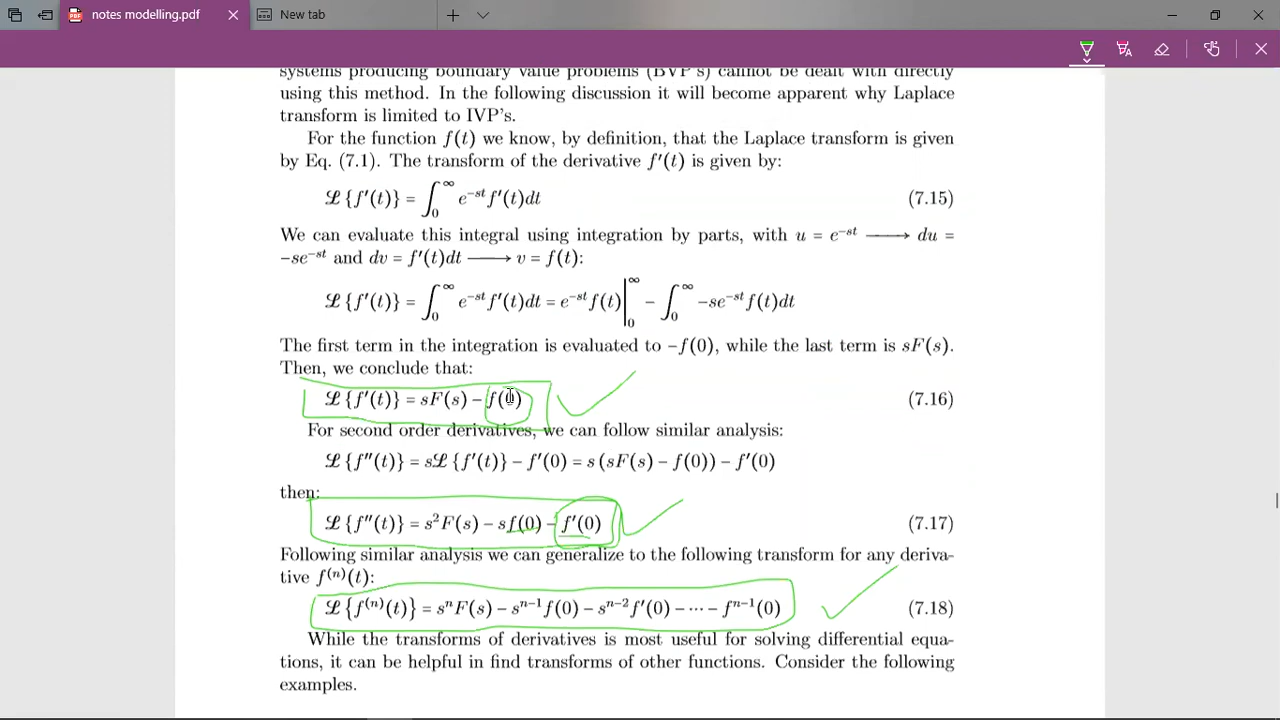 notes modelling.pdf
New tab
systems producing boundary value problems (BVP's) cannot be dealt with directly
using this method. In the following discussion it will become apparent why Laplace
transform is limited to IVP's.
For the function f(t) we know, by definition, that the Laplace transform is given
by Eq. (7.1). The transform of the derivative f′(t) is given by:
ℒ{f′(t)} = ∫₀^∞ e^{-st} f′(t)dt (7.15)
We can evaluate this integral using integration by parts, with u = e^{-st} ⟶ du =
-se^{-st} and dv = f′(t)dt ⟶ v = f(t):
ℒ{f′(t)} = ∫₀^∞ e^{-st} f′(t)dt = e^{-st} f(t)|₀^∞ - ∫₀^∞ -se^{-st} f(t)dt
The first term in the integration is evaluated to -f(0), while the last term is sF(s).
Then, we conclude that:
ℒ{f′(t)} = sF(s) - f(0) (7.16)
For second order derivatives, we can follow similar analysis:
ℒ{f″(t)} = sℒ{f′(t)} - f′(0) = s(sF(s) - f(0)) - f′(0)
then:
ℒ{f″(t)} = s²F(s) - sf(0) - f′(0) (7.17)
Following similar analysis we can generalize to the following transform for any deriva-
tive f^{(n)}(t):
ℒ{f^{(n)}(t)} = s^n F(s) - s^{n-1} f(0) - s^{n-2} f′(0) - ··· - f^{n-1}(0) (7.18)
While the transforms of derivatives is most useful for solving differential equa-
tions, it can be helpful in find transforms of other functions. Consider the following
examples.